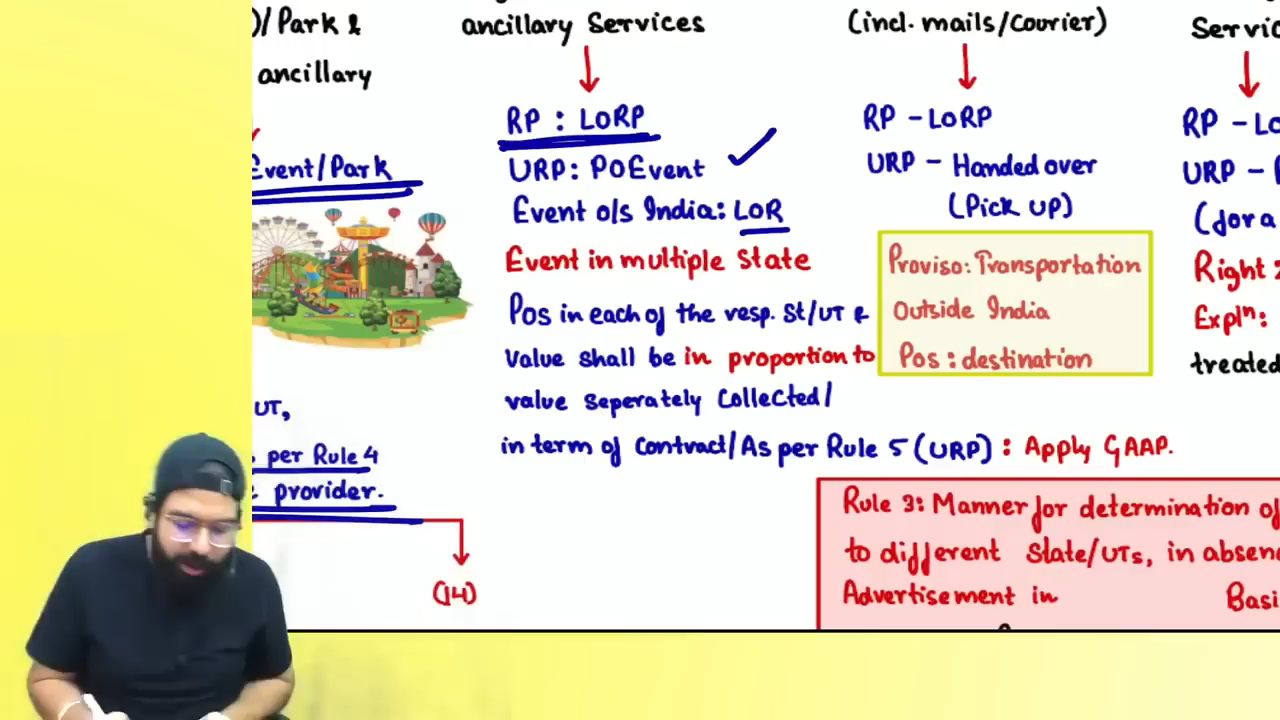 )/Park &
ancillary
Event/Park
UT,
per Rule 4
provider.
(14)
ancillary Services
RP : LORP
URP: POEvent
Event o/s India: LOR
Event in multiple State
Pos in each of the resp. St/UT &
Value shall be in proportion to
value seperately Collected/
in term of Contract/As per Rule 5 (URP) : Apply GAAP.
(incl. mails/courier)
RP - LORP
URP - Handed over
(Pick UP)
Proviso: Transportation
Outside India
Pos : destination
Servic
RP - LO
URP -
(for a
Right
Explⁿ:
treated
Rule 3: Manner for determination of
to different State/UTs, in absen
Advertisement in Basi